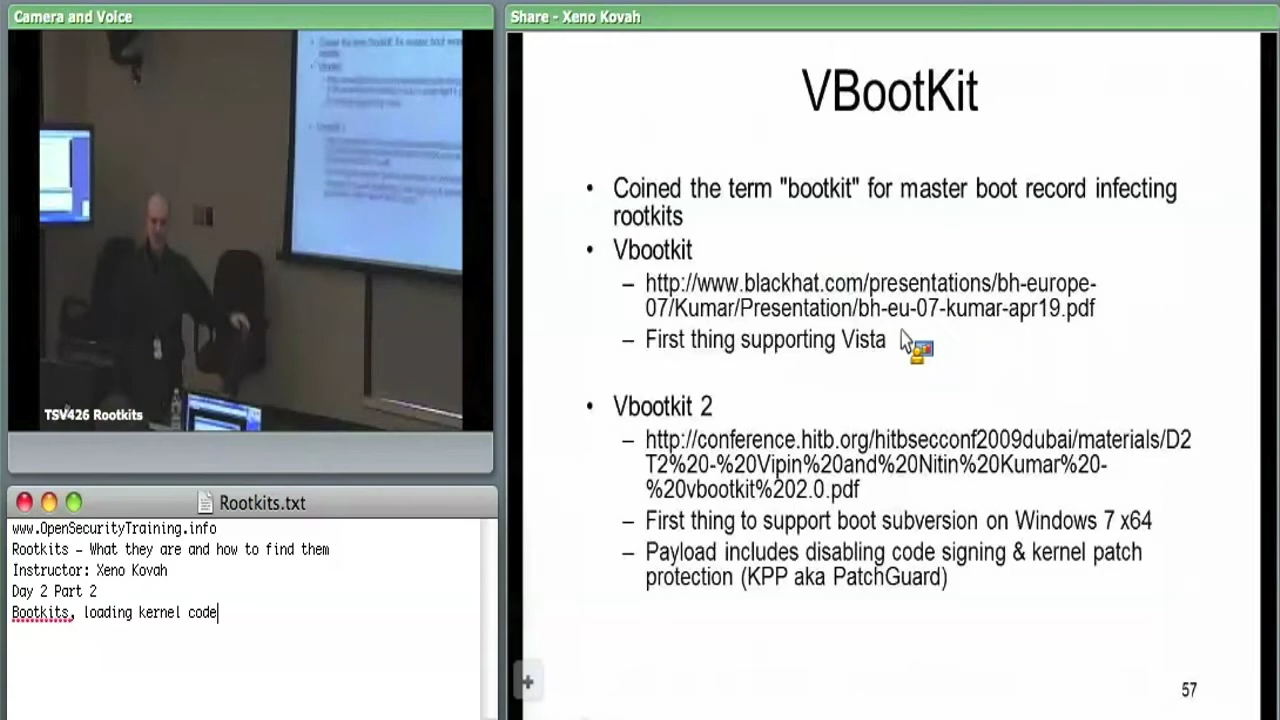 Camera and Voice
TSV426 Rootkits
Rootkits.txt
www.OpenSecurityTraining.info
Rootkits – What they are and how to find them
Instructor: Xeno Kovah
Day 2 Part 2
Bootkits, loading kernel code
Share - Xeno Kovah
VBootKit
• Coined the term "bootkit" for master boot record infecting
rootkits
• Vbootkit
– http://www.blackhat.com/presentations/bh-europe-
07/Kumar/Presentation/bh-eu-07-kumar-apr19.pdf
– First thing supporting Vista
• Vbootkit 2
– http://conference.hitb.org/hitbsecconf2009dubai/materials/D2
T2%20-%20Vipin%20and%20Nitin%20Kumar%20-
%20vbootkit%202.0.pdf
– First thing to support boot subversion on Windows 7 x64
– Payload includes disabling code signing & kernel patch
protection (KPP aka PatchGuard)
57